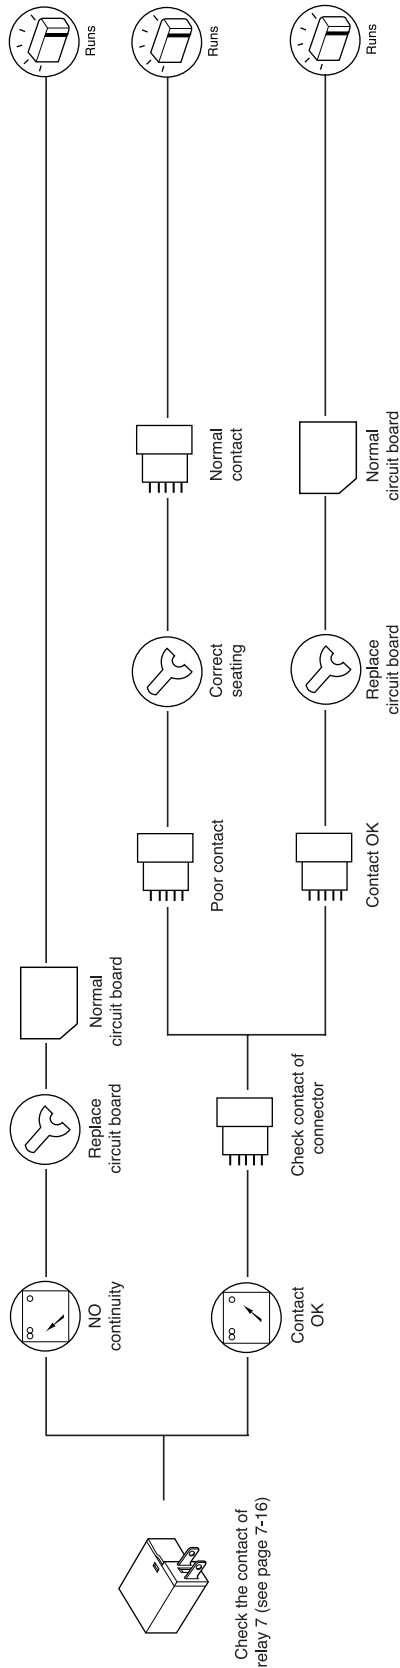 Check the contact of
relay 7 (see page 7-16)
NO
continuity
Replace
circuit board
Normal
circuit board
Runs
Contact
OK
Check contact of
connector
Poor contact
Correct
seating
Normal
contact
Runs
Contact OK
Replace
circuit board
Normal
circuit board
Runs